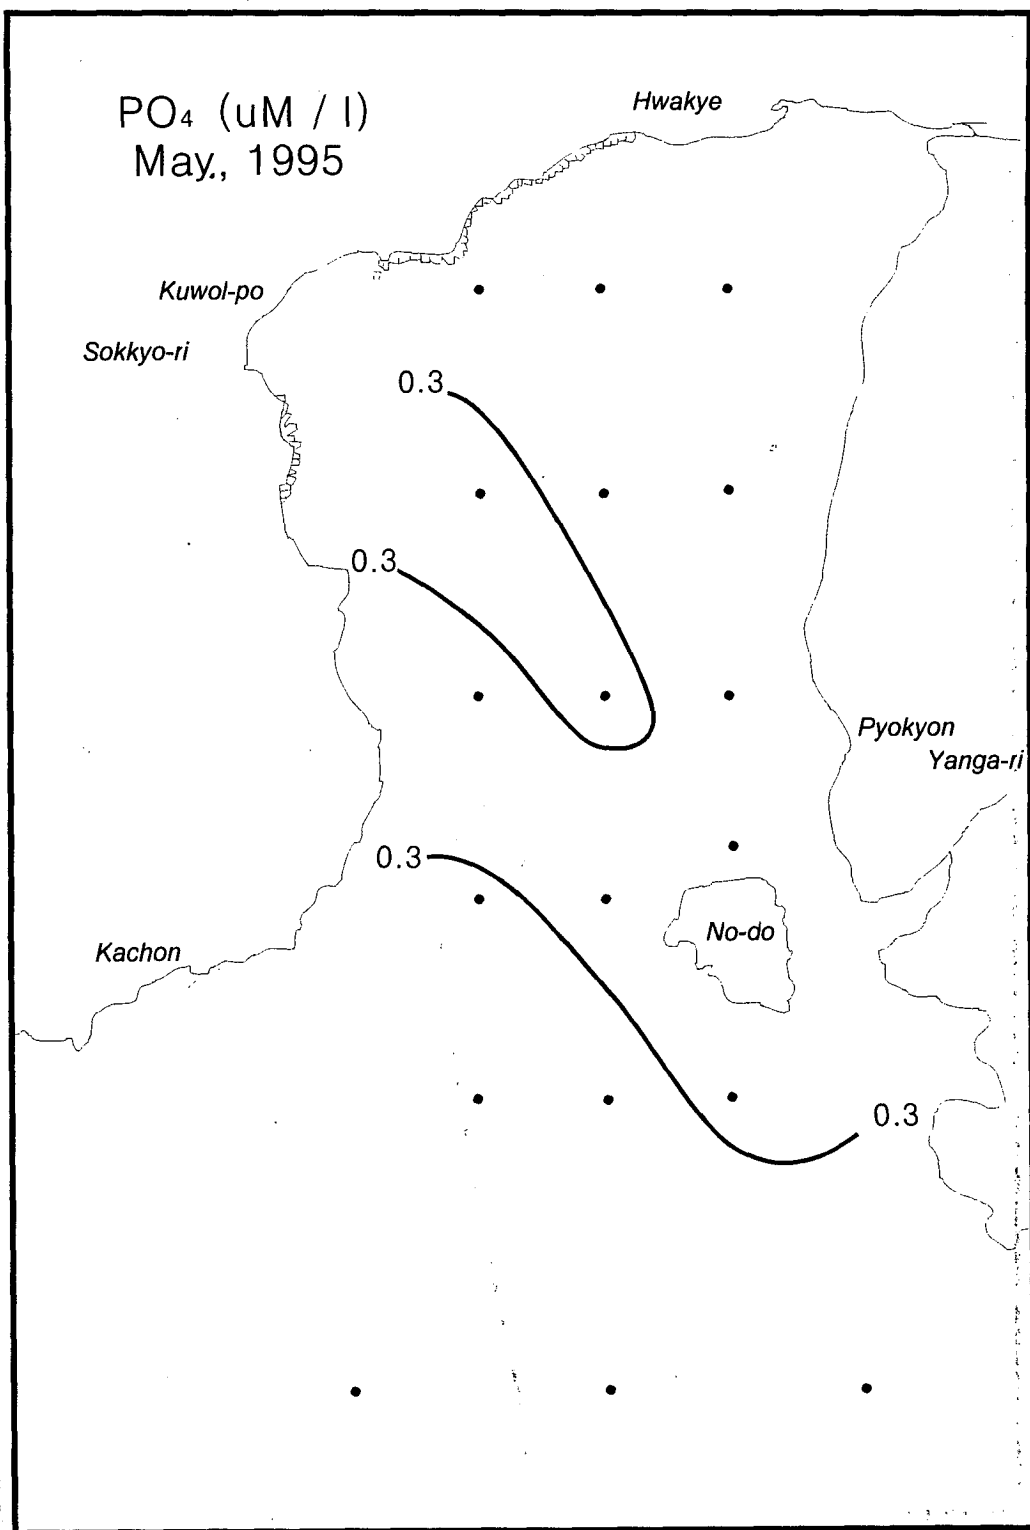 PO₄ (uM / l)
May., 1995
Hwakye
Kuwol-po
Sokkyo-ri
0.3
0.3
Pyokyon
Yanga-ri
0.3
No-do
Kachon
0.3